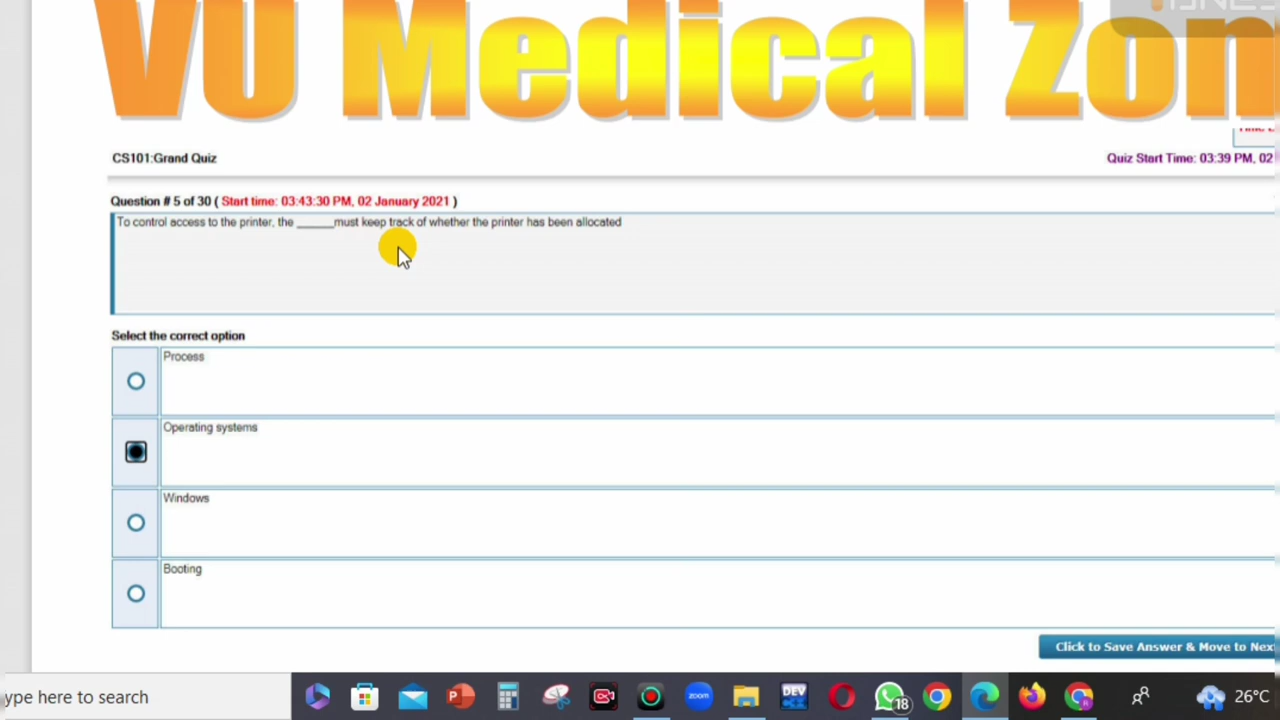 VU Medical Zon
CS101:Grand Quiz
Quiz Start Time: 03:39 PM, 02
Question # 5 of 30 ( Start time: 03:43:30 PM, 02 January 2021 )
To control access to the printer, the ______must keep track of whether the printer has been allocated
Select the correct option
Process
Operating systems
Windows
Booting
Click to Save Answer & Move to Nex
ype here to search
P
zoom
DEV
18
R
26°C